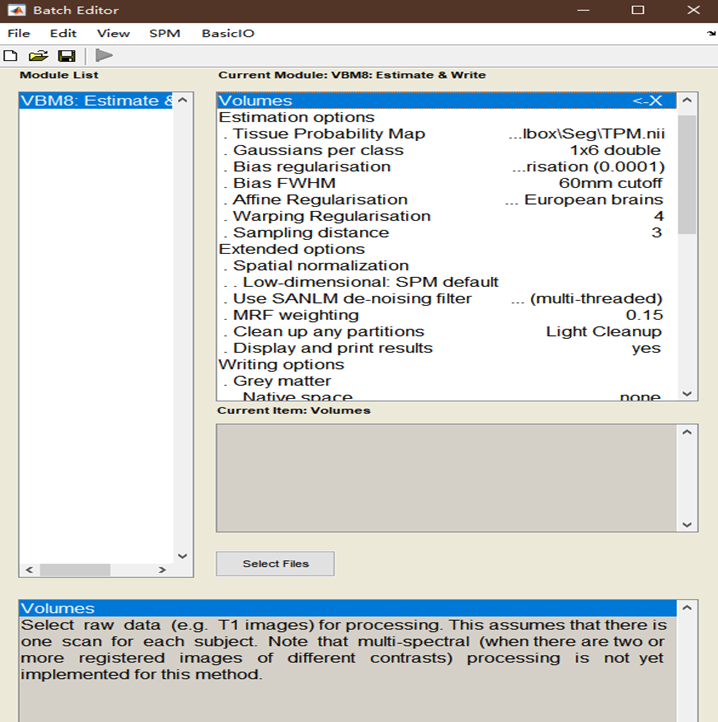 Batch Editor
File Edit View SPM BasicIO
Module List
Current Module: VBM8: Estimate & Write
VBM8: Estimate &
Volumes <-X
Estimation options
. Tissue Probability Map ...lbox\Seg\TPM.nii
. Gaussians per class 1x6 double
. Bias regularisation ...risation (0.0001)
. Bias FWHM 60mm cutoff
. Affine Regularisation ... European brains
. Warping Regularisation 4
. Sampling distance 3
Extended options
. Spatial normalization
. . Low-dimensional: SPM default
. Use SANLM de-noising filter ... (multi-threaded)
. MRF weighting 0.15
. Clean up any partitions Light Cleanup
. Display and print results yes
Writing options
. Grey matter
Native space none
Current Item: Volumes
Select Files
Volumes
Select raw data (e.g. T1 images) for processing. This assumes that there is
one scan for each subject. Note that multi-spectral (when there are two or
more registered images of different contrasts) processing is not yet
implemented for this method.